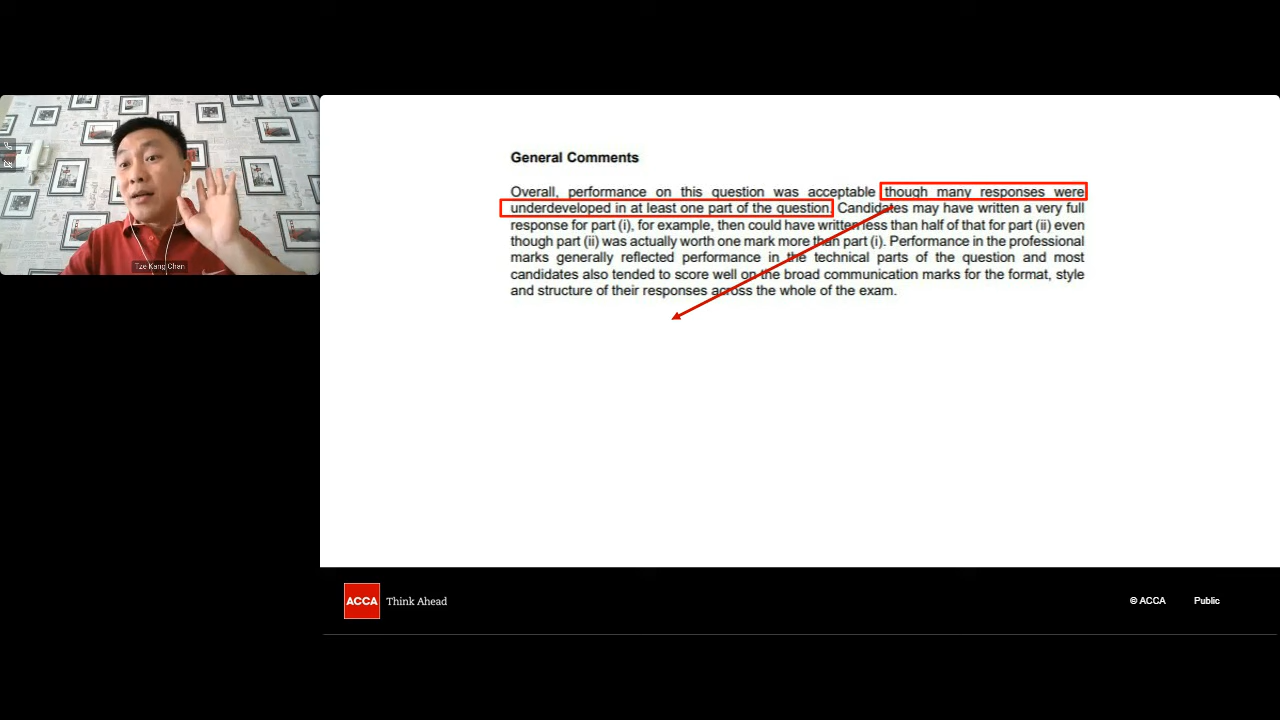 Tze Kang Chan
General Comments
Overall, performance on this question was acceptable though many responses were
underdeveloped in at least one part of the question. Candidates may have written a very full
response for part (i), for example, then could have written less than half of that for part (ii) even
though part (ii) was actually worth one mark more than part (i). Performance in the professional
marks generally reflected performance in the technical parts of the question and most
candidates also tended to score well on the broad communication marks for the format, style
and structure of their responses across the whole of the exam.
ACCA Think Ahead
© ACCA Public